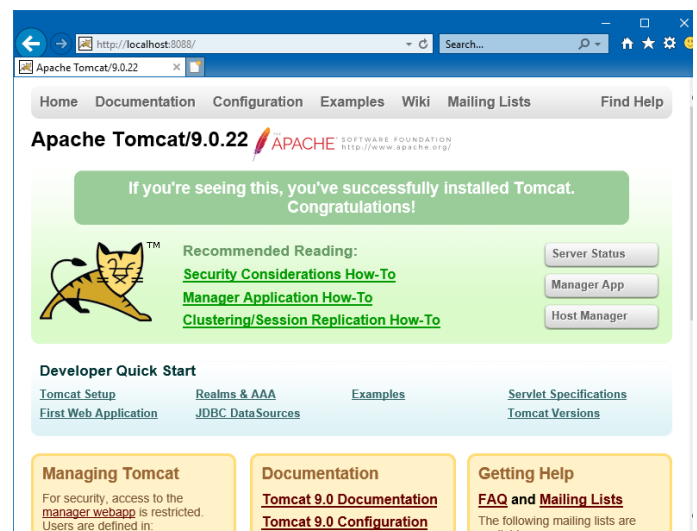 http://localhost:8088/
Search...
Apache Tomcat/9.0.22
Home Documentation Configuration Examples Wiki Mailing Lists Find Help
Apache Tomcat/9.0.22
THE
APACHE SOFTWARE FOUNDATION
http://www.apache.org/
If you're seeing this, you've successfully installed Tomcat.
Congratulations!
TM
Recommended Reading:
Security Considerations How-To
Manager Application How-To
Clustering/Session Replication How-To
Server Status
Manager App
Host Manager
Developer Quick Start
Tomcat Setup Realms & AAA Examples Servlet Specifications
First Web Application JDBC DataSources Tomcat Versions
Managing Tomcat
For security, access to the
manager webapp is restricted.
Users are defined in:
Documentation
Tomcat 9.0 Documentation
Tomcat 9.0 Configuration
Getting Help
FAQ and Mailing Lists
The following mailing lists are